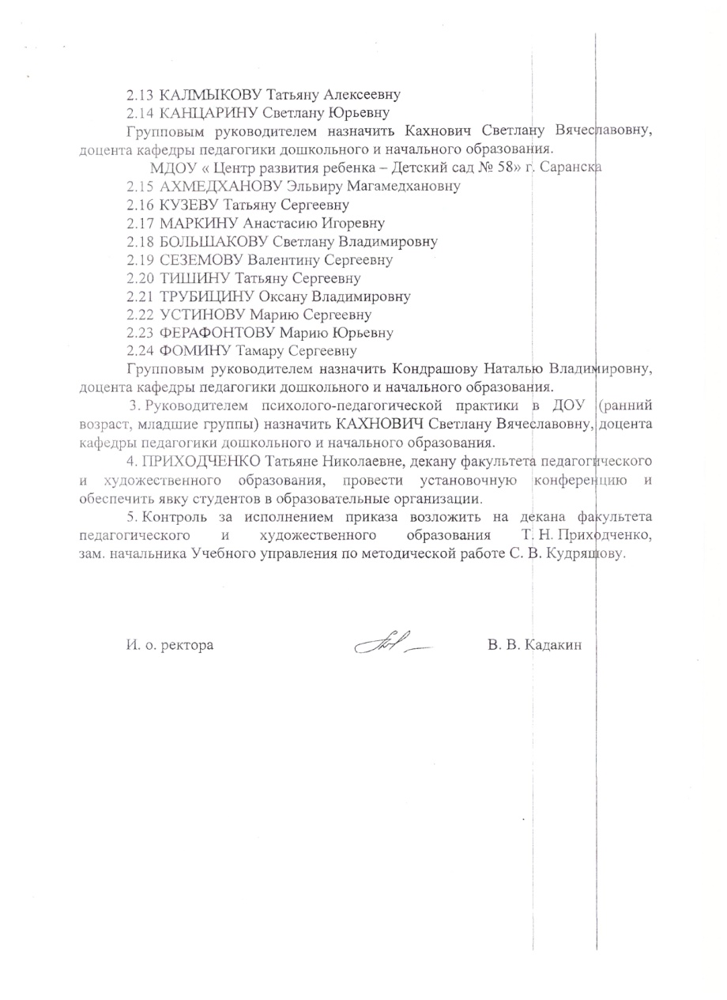 2.13 КАЛМЫКОВУ Татьяну Алексеевну
2.14 КАНЦАРИНУ Светлану Юрьевну
Групповым руководителем назначить Кахнович Светлану Вячеславовну,
доцента кафедры педагогики дошкольного и начального образования.
МДОУ « Центр развития ребенка – Детский сад № 58» г. Саранска
2.15 АХМЕДХАНОВУ Эльвиру Магамедхановну
2.16 КУЗЕВУ Татьяну Сергеевну
2.17 МАРКИНУ Анастасию Игоревну
2.18 БОЛЬШАКОВУ Светлану Владимировну
2.19 СЕЗЕМОВУ Валентину Сергеевну
2.20 ТИШИНУ Татьяну Сергеевну
2.21 ТРУБИЦИНУ Оксану Владимировну
2.22 УСТИНОВУ Марию Сергеевну
2.23 ФЕРАФОНТОВУ Марию Юрьевну
2.24 ФОМИНУ Тамару Сергеевну
Групповым руководителем назначить Кондрашову Наталью Владимировну,
доцента кафедры педагогики дошкольного и начального образования.
3. Руководителем психолого-педагогической практики в ДОУ (ранний
возраст, младшие группы) назначить КАХНОВИЧ Светлану Вячеславовну, доцента
кафедры педагогики дошкольного и начального образования.
4. ПРИХОДЧЕНКО Татьяне Николаевне, декану факультета педагогического
и художественного образования, провести установочную конференцию и
обеспечить явку студентов в образовательные организации.
5. Контроль за исполнением приказа возложить на декана факультета
педагогического и художественного образования Т. Н. Приходченко,
зам. начальника Учебного управления по методической работе С. В. Кудряшову.
И. о. ректора В. В. Кадакин